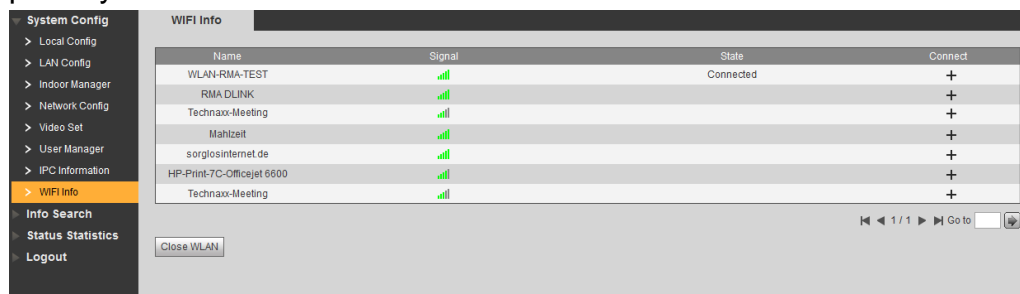 System Config
WIFI Info
> Local Config
> LAN Config
> Indoor Manager
> Network Config
> Video Set
> User Manager
> IPC Information
> WIFI Info
Info Search
Status Statistics
Logout
Name Signal State Connect
WLAN-RMA-TEST Connected +
RMA DLINK +
Technaxx-Meeting +
Mahlzeit +
sorglosinternet.de +
HP-Print-7C-Officejet 6600 +
Technaxx-Meeting +
1 / 1 Go to
Close WLAN